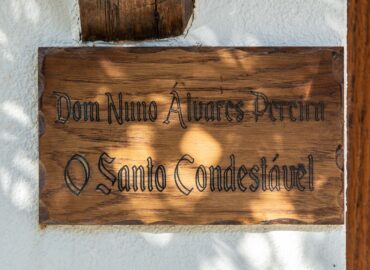 Dom Nuno Álvares Pereira
O Santo Condestável